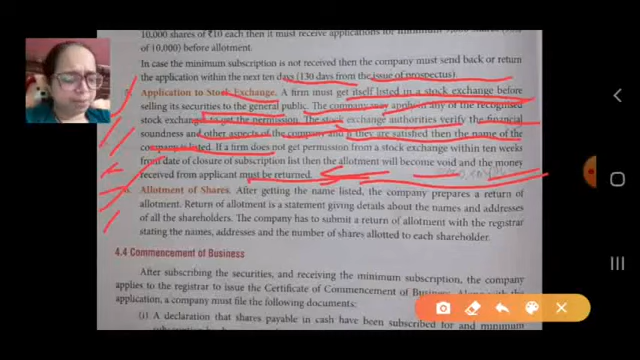 10,000 shares of ₹10 each then it must receive applications for minimum
of 10,000) before allotment.
In case the minimum subscription is not received then the company must send back or return
the application within the next ten days (130 days from the issue of prospectus).
Application to Stock Exchange. A firm must get itself listed in a stock exchange before
selling its securities to the general public. The company may apply in any of the recognised
stock exchange to get the permission. The stock exchange authorities verify the financial
soundness and other aspects of the company and if they are satisfied then the name of the
company is listed. If a firm does not get permission from a stock exchange within ten weeks
from date of closure of subscription list then the allotment will become void and the money
received from applicant must be returned.
Allotment of Shares. After getting the name listed, the company prepares a return of
allotment. Return of allotment is a statement giving details about the names and addresses
of all the shareholders. The company has to submit a return of allotment with the registrar
stating the names, addresses and the number of shares allotted to each shareholder.
4.4 Commencement of Business
After subscribing the securities, and receiving the minimum subscription, the company
applies to the registrar to issue the Certificate of Commencement of Business. Along with the
application, a company must file the following documents:
(i) A declaration that shares payable in cash have been subscribed for and minimum